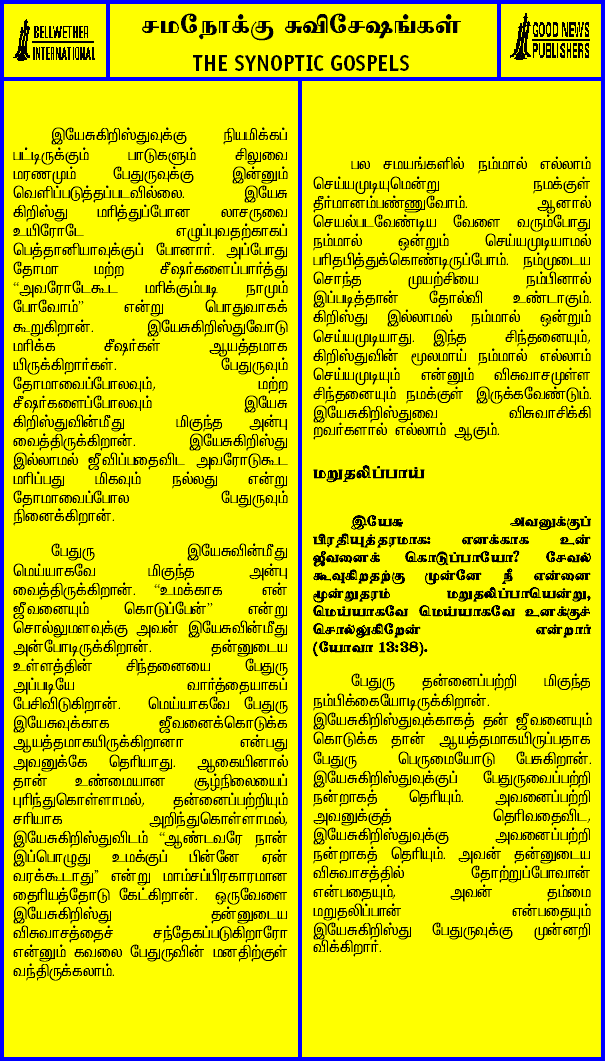 BELLWETHER
INTERNATIONAL
சமநோக்கு சுவிசேஷங்கள்
THE SYNOPTIC GOSPELS
GOOD NEWS
PUBLISHERS
இயேசுகிறிஸ்துவுக்கு நியமிக்கப்
பட்டிருக்கும் பாடுகளும் சிலுவை
மரணமும் பேதுருவுக்கு இன்னும்
வெளிப்படுத்தப்படவில்லை. இயேசு
கிறிஸ்து மரித்துப்போன லாசருவை
உயிரோடே எழுப்புவதற்காகப்
பெத்தானியாவுக்குப் போனார். அப்போது
தோமா மற்ற சீஷர்களைப்பார்த்து
“அவரோடேகூட மரிக்கும்படி நாமும்
போவோம்” என்று பொதுவாகக்
கூறுகிறான். இயேசுகிறிஸ்துவோடு
மரிக்க சீஷர்கள் ஆயத்தமாக
யிருக்கிறார்கள். பேதுருவும்
தோமாவைப்போலவும், மற்ற
சீஷர்களைப்போலவும் இயேசு
கிறிஸ்துவின்மீது மிகுந்த அன்பு
வைத்திருக்கிறான். இயேசுகிறிஸ்து
இல்லாமல் ஜீவிப்பதைவிட அவரோடுகூட
மரிப்பது மிகவும் நல்லது என்று
தோமாவைப்போல பேதுருவும்
நினைக்கிறான்.
பேதுரு இயேசுவின்மீது
மெய்யாகவே மிகுந்த அன்பு
வைத்திருக்கிறான். “உமக்காக என்
ஜீவனையும் கொடுப்பேன்” என்று
சொல்லுமளவுக்கு அவன் இயேசுவின்மீது
அன்போடிருக்கிறான். தன்னுடைய
உள்ளத்தின் சிந்தனையை பேதுரு
அப்படியே வார்த்தையாகப்
பேசிவிடுகிறான். மெய்யாகவே பேதுரு
இயேசுவுக்காக ஜீவனைக்கொடுக்க
ஆயத்தமாகயிருக்கிறானா என்பது
அவனுக்கே தெரியாது. ஆகையினால்
தான் உண்மையான சூழ்நிலையைப்
புரிந்துகொள்ளாமல், தன்னைப்பற்றியும்
சரியாக அறிந்துகொள்ளாமல்,
இயேசுகிறிஸ்துவிடம் “ஆண்டவரே நான்
இப்பொழுது உமக்குப் பின்னே ஏன்
வரக்கூடாது” என்று மாம்சப்பிரகாரமான
தைரியத்தோடு கேட்கிறான். ஒருவேளை
இயேசுகிறிஸ்து தன்னுடைய
விசுவாசத்தைச் சந்தேகப்படுகிறாரோ
என்னும் கவலை பேதுருவின் மனதிற்குள்
வந்திருக்கலாம்.
பல சமயங்களில் நம்மால் எல்லாம்
செய்யமுடியுமென்று நமக்குள்
தீர்மானம்பண்ணுவோம். ஆனால்
செயல்படவேண்டிய வேளை வரும்போது
நம்மால் ஒன்றும் செய்யமுடியாமல்
பரிதபித்துக்கொண்டிருப்போம். நம்முடைய
சொந்த முயற்சியை நம்பினால்
இப்படித்தான் தோல்வி உண்டாகும்.
கிறிஸ்து இல்லாமல் நம்மால் ஒன்றும்
செய்யமுடியாது. இந்த சிந்தனையும்,
கிறிஸ்துவின் மூலமாய் நம்மால் எல்லாம்
செய்யமுடியும் என்னும் விசுவாசமுள்ள
சிந்தனையும் நமக்குள் இருக்கவேண்டும்.
இயேசுகிறிஸ்துவை விசுவாசிக்கி
றவர்களால் எல்லாம் ஆகும்.
மறுதலிப்பாய்
இயேசு அவனுக்குப்
பிரதியுத்தரமாக: எனக்காக உன்
ஜீவனைக் கொடுப்பாயோ? சேவல்
கூவுகிறதற்கு முன்னே நீ என்னை
மூன்றுதரம் மறுதலிப்பாயென்று,
மெய்யாகவே மெய்யாகவே உனக்குச்
சொல்லுகிறேன் என்றார்
(யோவா 13:38).
பேதுரு தன்னைப்பற்றி மிகுந்த
நம்பிக்கையோடிருக்கிறான்.
இயேசுகிறிஸ்துவுக்காகத் தன் ஜீவனையும்
கொடுக்க தான் ஆயத்தமாகயிருப்பதாக
பேதுரு பெருமையோடு பேசுகிறான்.
இயேசுகிறிஸ்துவுக்குப் பேதுருவைப்பற்றி
நன்றாகத் தெரியும். அவனைப்பற்றி
அவனுக்குத் தெரிவதைவிட,
இயேசுகிறிஸ்துவுக்கு அவனைப்பற்றி
நன்றாகத் தெரியும். அவன் தன்னுடைய
விசுவாசத்தில் தோற்றுப்போவான்
என்பதையும், அவன் தம்மை
மறுதலிப்பான் என்பதையும்
இயேசுகிறிஸ்து பேதுருவுக்கு முன்னறி
விக்கிறார்.